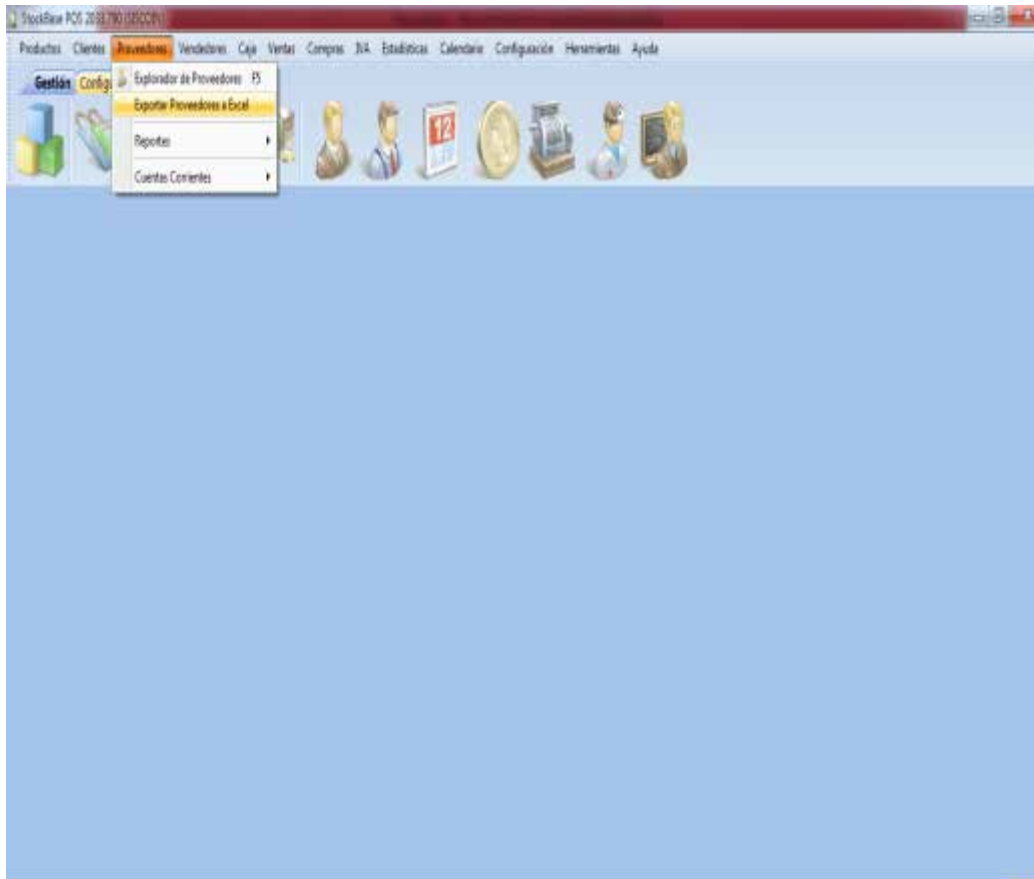 StockBase POS
Productos Clientes Proveedores Vendedores Caja Ventas Compras IVA Estadísticas Calendario Configuración Herramientas Ayuda
Gestión
Explorador de Proveedores F5
Exportar Proveedores a Excel
Reportes
Cuentas Corrientes
12